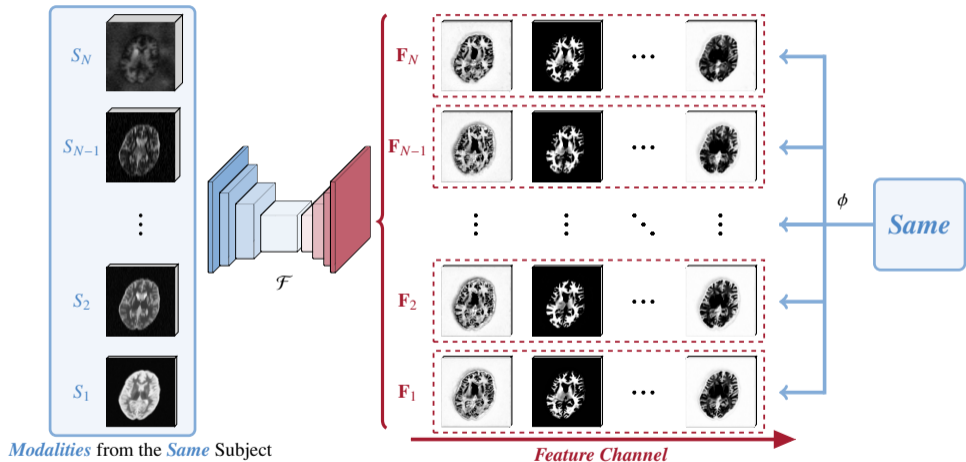 S_N
S_{N-1}
⋮
S_2
S_1
Modalities from the Same Subject
ℱ
F_N
...
F_{N-1}
...
⋮ ⋮ ⋱ ⋮
F_2
...
F_1
...
Feature Channel
ϕ
Same